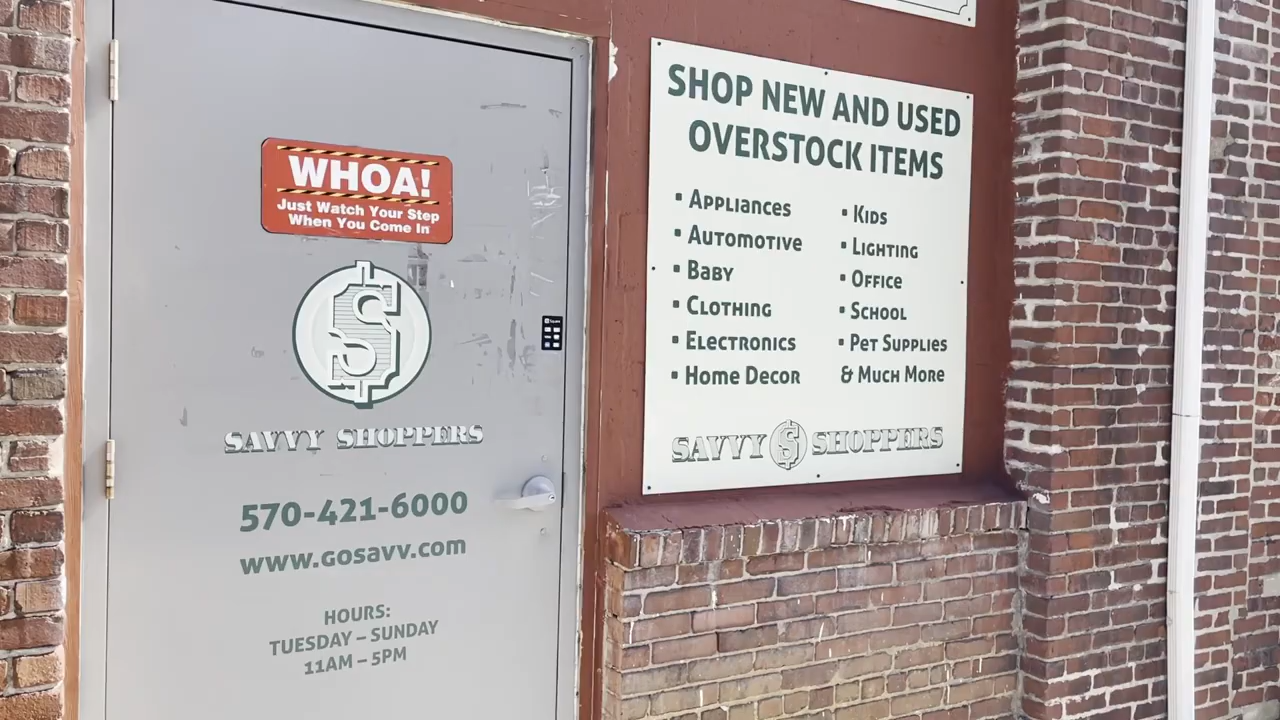 WHOA!
Just Watch Your Step
When You Come In
S
SAVVY SHOPPERS
570-421-6000
www.gosavv.com
HOURS:
TUESDAY – SUNDAY
11AM – 5PM
SHOP NEW AND USED
OVERSTOCK ITEMS
▪ Appliances
▪ Automotive
▪ Baby
▪ Clothing
▪ Electronics
▪ Home Decor
▪ Kids
▪ Lighting
▪ Office
▪ School
▪ Pet Supplies
& Much More
SAVVY $ SHOPPERS